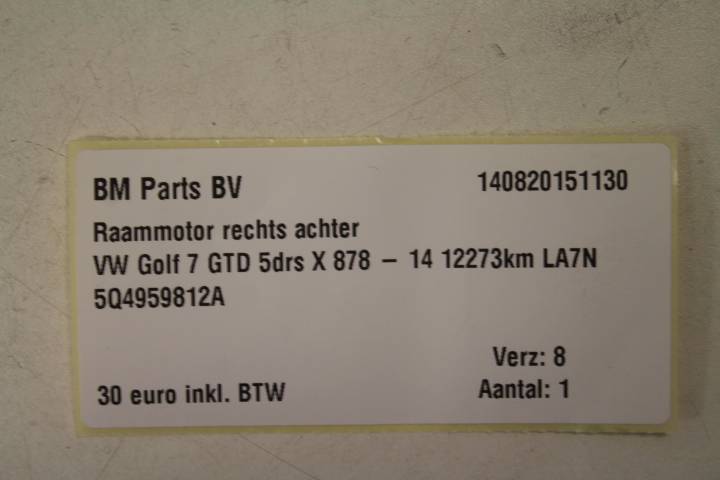 BM Parts BV 140820151130
Raammotor rechts achter
VW Golf 7 GTD 5drs X 878 – 14 12273km LA7N
5Q4959812A
Verz: 8
30 euro inkl. BTW Aantal: 1